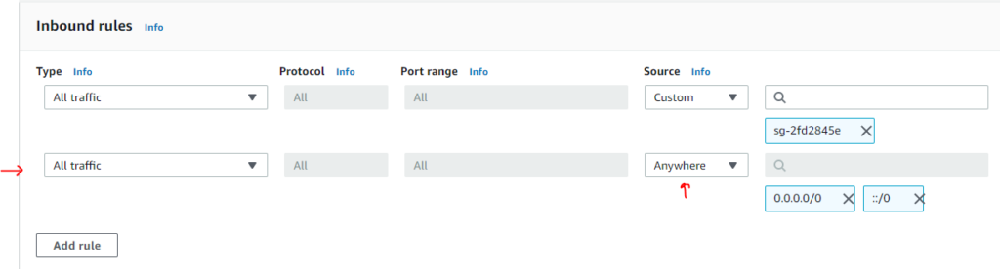 Inbound rules Info
Type Info Protocol Info Port range Info Source Info
All traffic All All Custom
sg-2fd2845e
All traffic All All Anywhere
0.0.0.0/0 ::/0
Add rule